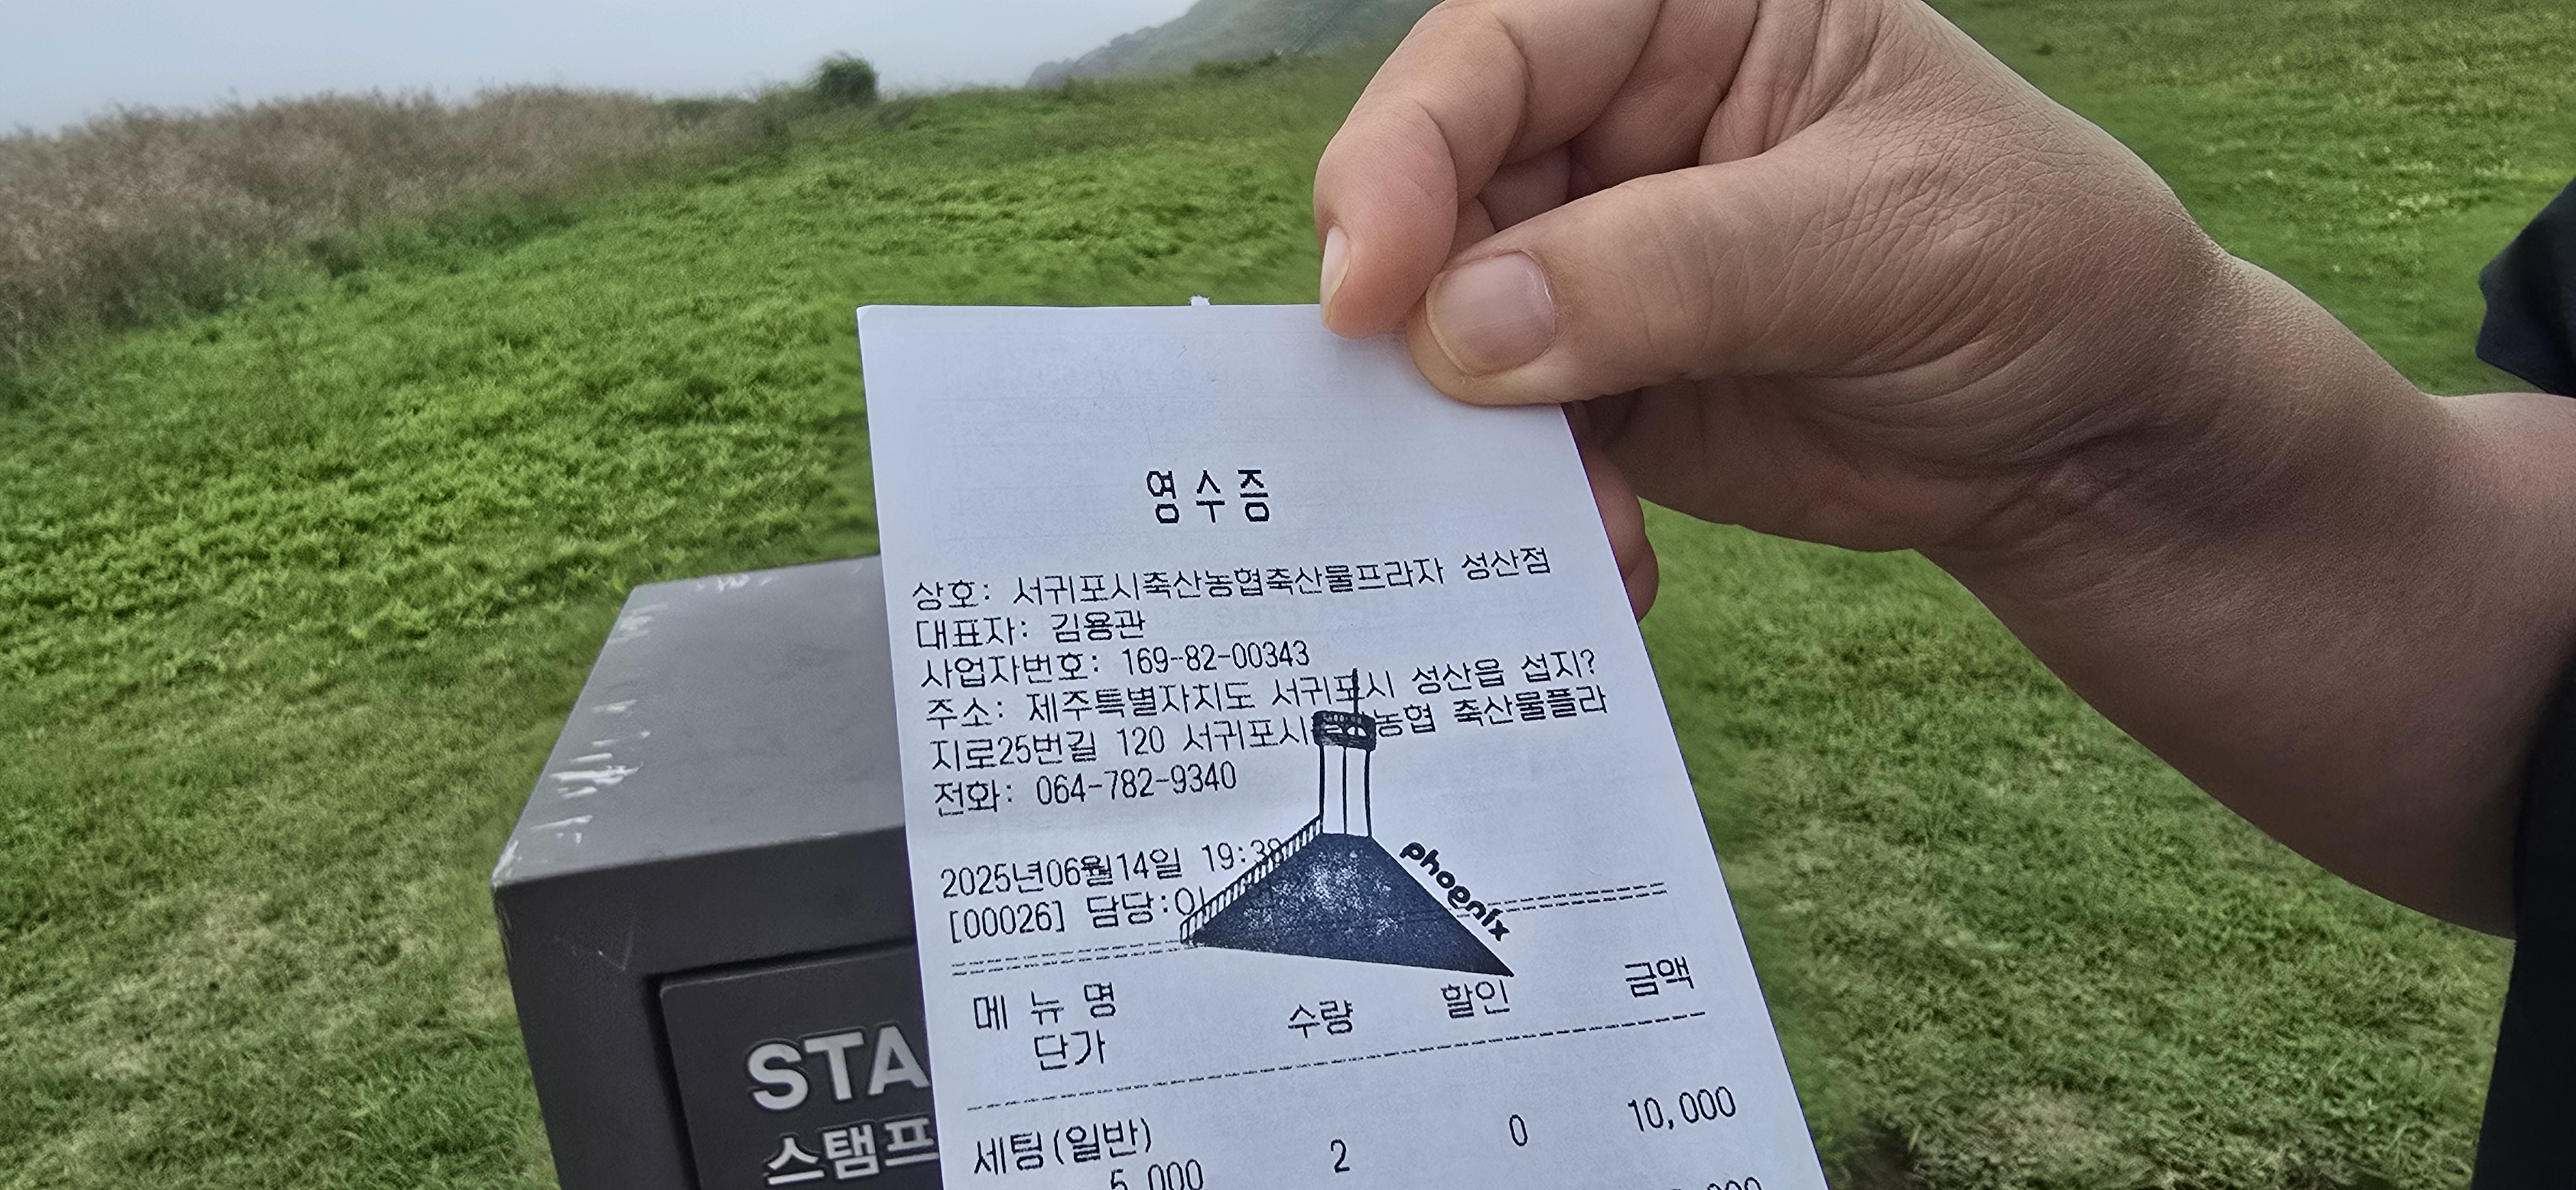 영수증
상호: 서귀포시축산농협축산물프라자 성산점
대표자: 김용관
사업자번호: 169-82-00343
주소: 제주특별자치도 서귀포시 성산읍 섭지?
지로25번길 120 서귀포시 농협 축산물플라
전화: 064-782-9340
2025년06월14일
[00026] 담당:
phoenix
메 뉴 명 수량 할인 금액
단가
세팅(일반) 2 0 10,000
5,000
STA
스탬프